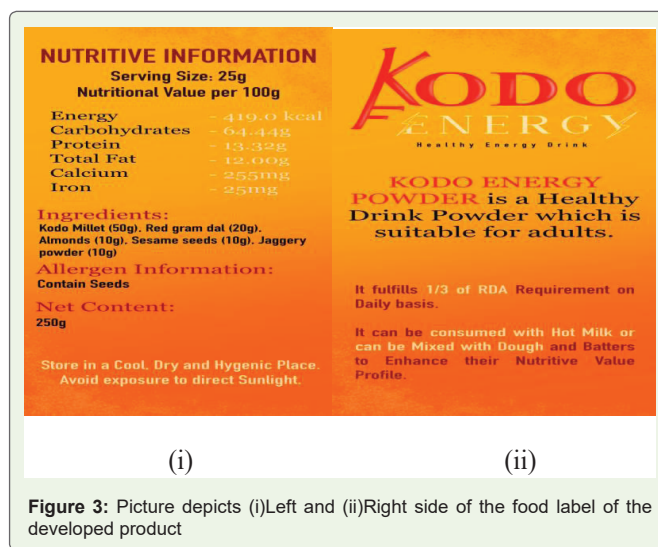 NUTRITIVE INFORMATION
Serving Size: 25g
Nutritional Value per 100g
Energy - 419.0 kcal
Carbohydrates - 64.44g
Protein - 13.32g
Total Fat - 12.00g
Calcium - 255mg
Iron - 25mg
Ingredients:
Kodo Millet (50g), Red gram dal (20g),
Almonds (10g), Sesame seeds (10g), Jaggery
powder (10g)
Allergen Information:
Contain Seeds
Net Content:
250g
Store in a Cool, Dry and Hygenic Place.
Avoid exposure to direct Sunlight.
(i)
KODO
ENERGY
Healthy Energy Drink
KODO ENERGY
POWDER is a Healthy
Drink Powder which is
suitable for adults.
It fulfills 1/3 of RDA Requirement on
Daily basis.
It can be consumed with Hot Milk or
can be Mixed with Dough and Batters
to Enhance their Nutritive Value
Profile.
(ii)
Figure 3: Picture depicts (i)Left and (ii)Right side of the food label of the
developed product